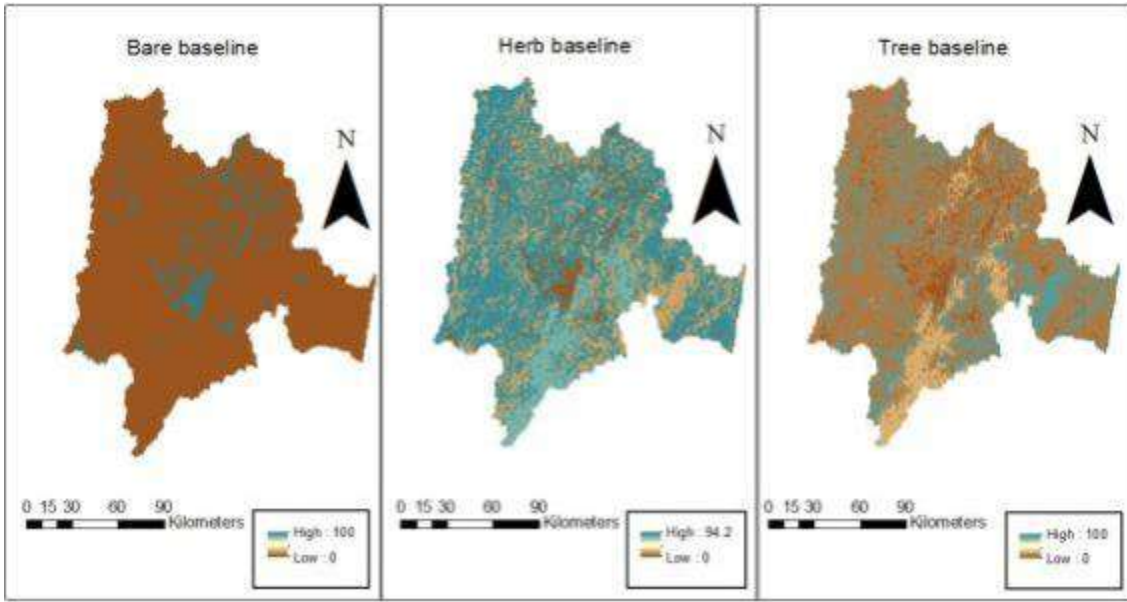 Bare baseline
N
0 15 30 60 90
Kilometers
High : 100
Low : 0
Herb baseline
N
0 15 30 60 90
Kilometers
High : 94.2
Low : 0
Tree baseline
N
0 15 30 60 90
Kilometers
High : 100
Low : 0